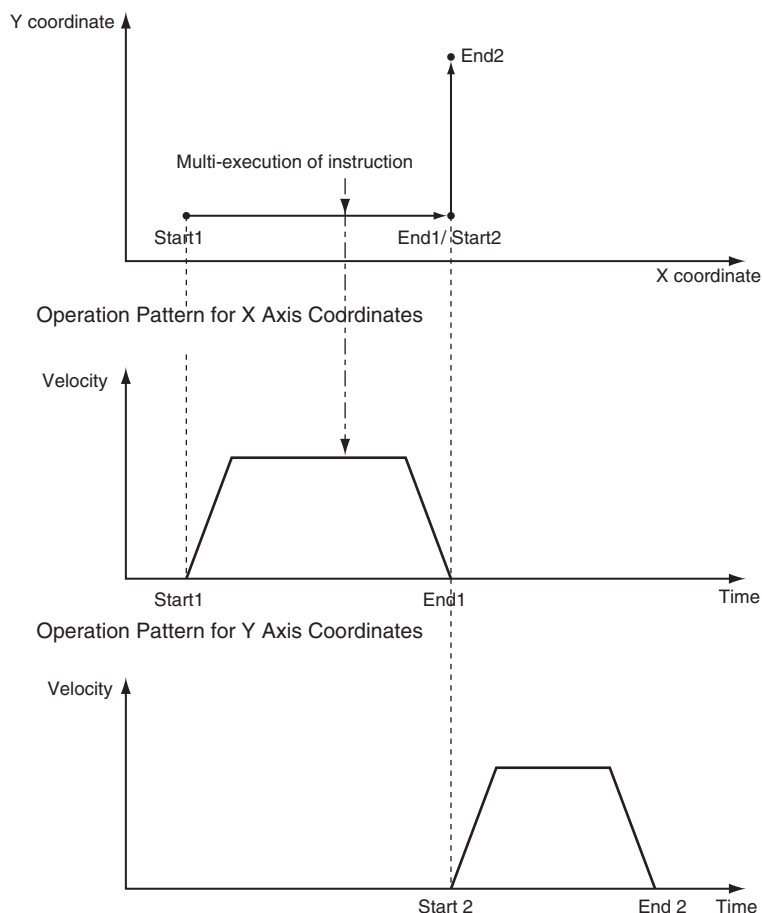 Y coordinate
End2
Multi-execution of instruction
Start1
End1/ Start2
X coordinate
Operation Pattern for X Axis Coordinates
Velocity
Start1
End1
Time
Operation Pattern for Y Axis Coordinates
Velocity
Start 2
End 2
Time